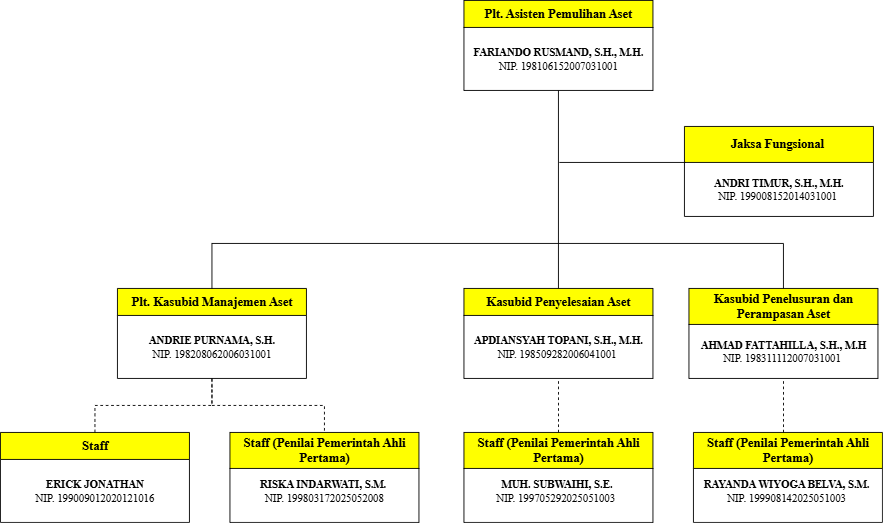 Plt. Asisten Pemulihan Aset
FARIANDO RUSMAND, S.H., M.H.
NIP. 198106152007031001
Jaksa Fungsional
ANDRI TIMUR, S.H., M.H.
NIP. 199008152014031001
Plt. Kasubid Manajemen Aset
ANDRIE PURNAMA, S.H.
NIP. 198208062006031001
Kasubid Penyelesaian Aset
APDIANSYAH TOPANI, S.H., M.H.
NIP. 198509282006041001
Kasubid Penelusuran dan
Perampasan Aset
AHMAD FATTAHILLA, S.H., M.H
NIP. 198311112007031001
Staff
ERICK JONATHAN
NIP. 199009012020121016
Staff (Penilai Pemerintah Ahli
Pertama)
RISKA INDARWATI, S.M.
NIP. 199803172025052008
Staff (Penilai Pemerintah Ahli
Pertama)
MUH. SUBWAIHI, S.E.
NIP. 199705292025051003
Staff (Penilai Pemerintah Ahli
Pertama)
RAYANDA WIYOGA BELVA, S.M.
NIP. 199908142025051003